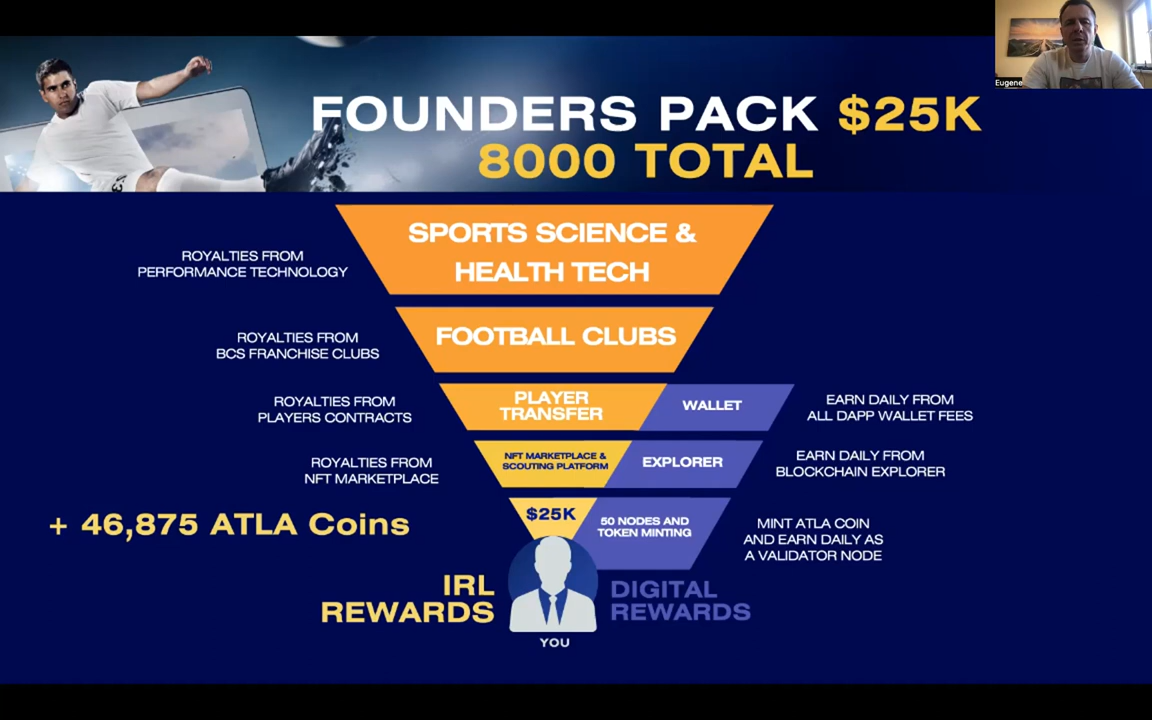 Eugene
FOUNDERS PACK $25K
8000 TOTAL
SPORTS SCIENCE &
HEALTH TECH
ROYALTIES FROM
PERFORMANCE TECHNOLOGY
FOOTBALL CLUBS
ROYALTIES FROM
BCS FRANCHISE CLUBS
PLAYER
TRANSFER
WALLET
ROYALTIES FROM
PLAYERS CONTRACTS
EARN DAILY FROM
ALL DAPP WALLET FEES
NFT MARKETPLACE &
SCOUTING PLATFORM
EXPLORER
ROYALTIES FROM
NFT MARKETPLACE
EARN DAILY FROM
BLOCKCHAIN EXPLORER
+ 46,875 ATLA Coins
$25K
50 NODES AND
TOKEN MINTING
MINT ATLA COIN
AND EARN DAILY AS
A VALIDATOR NODE
IRL
REWARDS
DIGITAL
REWARDS
YOU